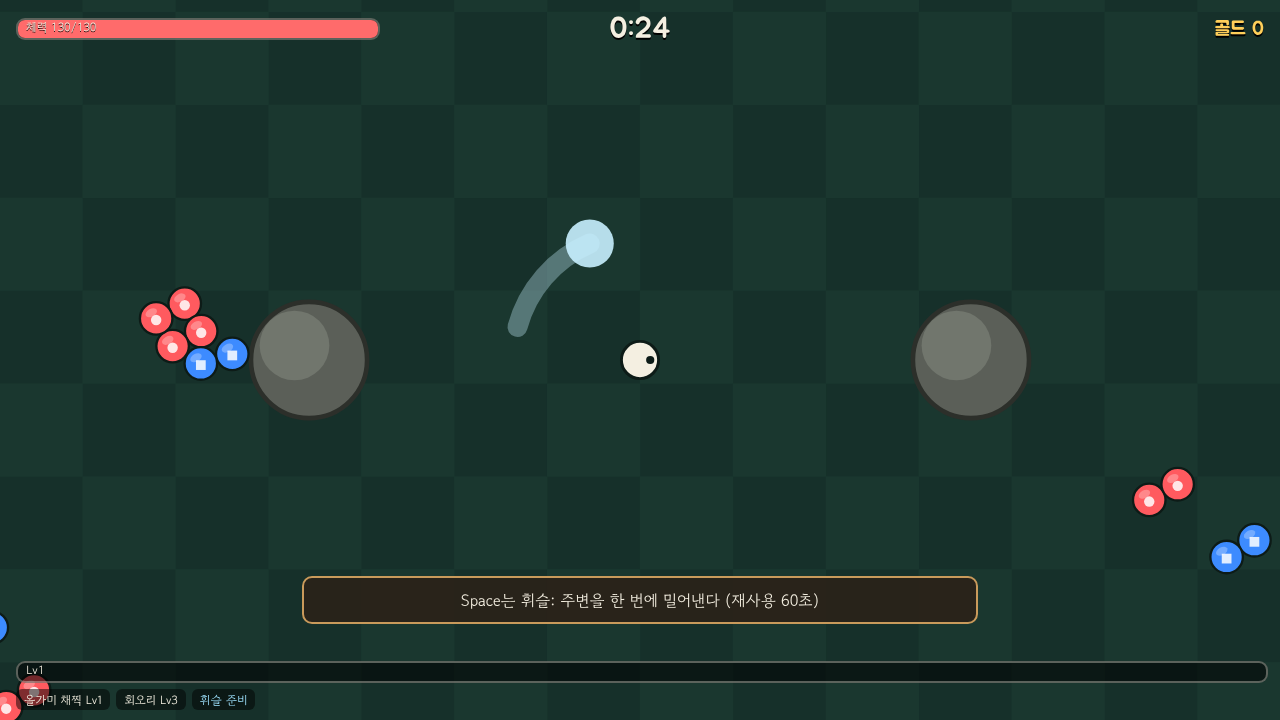 체력 130/130
0:24
골드 0
Space는 휘슬: 주변을 한 번에 밀어낸다 (재사용 60초)
Lv1
올가미 채찍 Lv1
회오리 Lv3
휘슬 준비